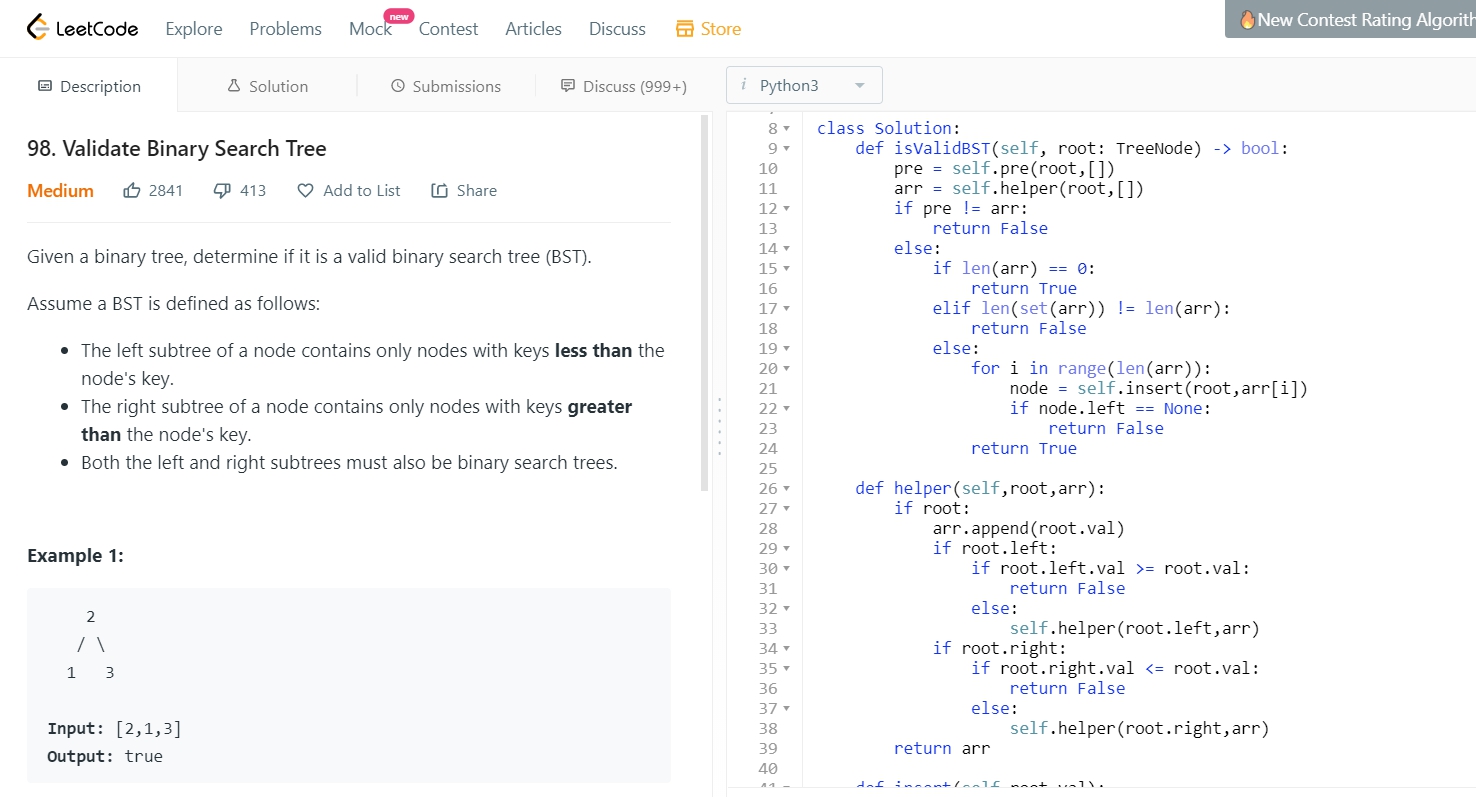 LeetCode Explore Problems Mock new Contest Articles Discuss Store
🔥New Contest Rating Algorith
Description Solution Submissions Discuss (999+)
i Python3
98. Validate Binary Search Tree
Medium 2841 413 Add to List Share
Given a binary tree, determine if it is a valid binary search tree (BST).
Assume a BST is defined as follows:
• The left subtree of a node contains only nodes with keys less than the
node's key.
• The right subtree of a node contains only nodes with keys greater
than the node's key.
• Both the left and right subtrees must also be binary search trees.
Example 1:
2
/ \
1 3
Input: [2,1,3]
Output: true
8 class Solution:
9 def isValidBST(self, root: TreeNode) -> bool:
10 pre = self.pre(root,[])
11 arr = self.helper(root,[])
12 if pre != arr:
13 return False
14 else:
15 if len(arr) == 0:
16 return True
17 elif len(set(arr)) != len(arr):
18 return False
19 else:
20 for i in range(len(arr)):
21 node = self.insert(root,arr[i])
22 if node.left == None:
23 return False
24 return True
25
26 def helper(self,root,arr):
27 if root:
28 arr.append(root.val)
29 if root.left:
30 if root.left.val >= root.val:
31 return False
32 else:
33 self.helper(root.left,arr)
34 if root.right:
35 if root.right.val <= root.val:
36 return False
37 else:
38 self.helper(root.right,arr)
39 return arr
40
41 def insert(self,root,val):